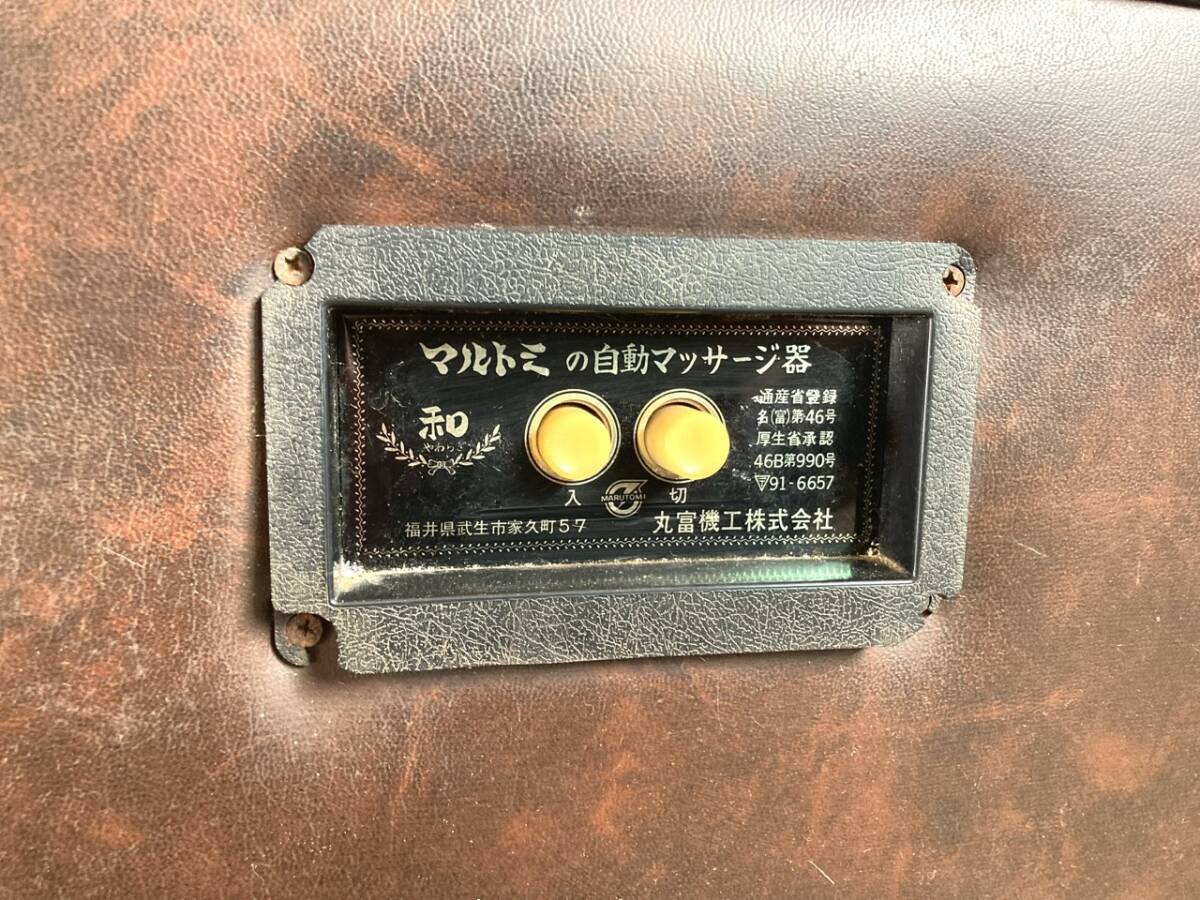 マルトミの自動マッサージ器
和
やわらぎ
通産省登録
名(富)第46号
厚生省承認
46B第990号
▽91-6657
入
MARUTOMI
切
福井県武生市家久町57
丸富機工株式会社